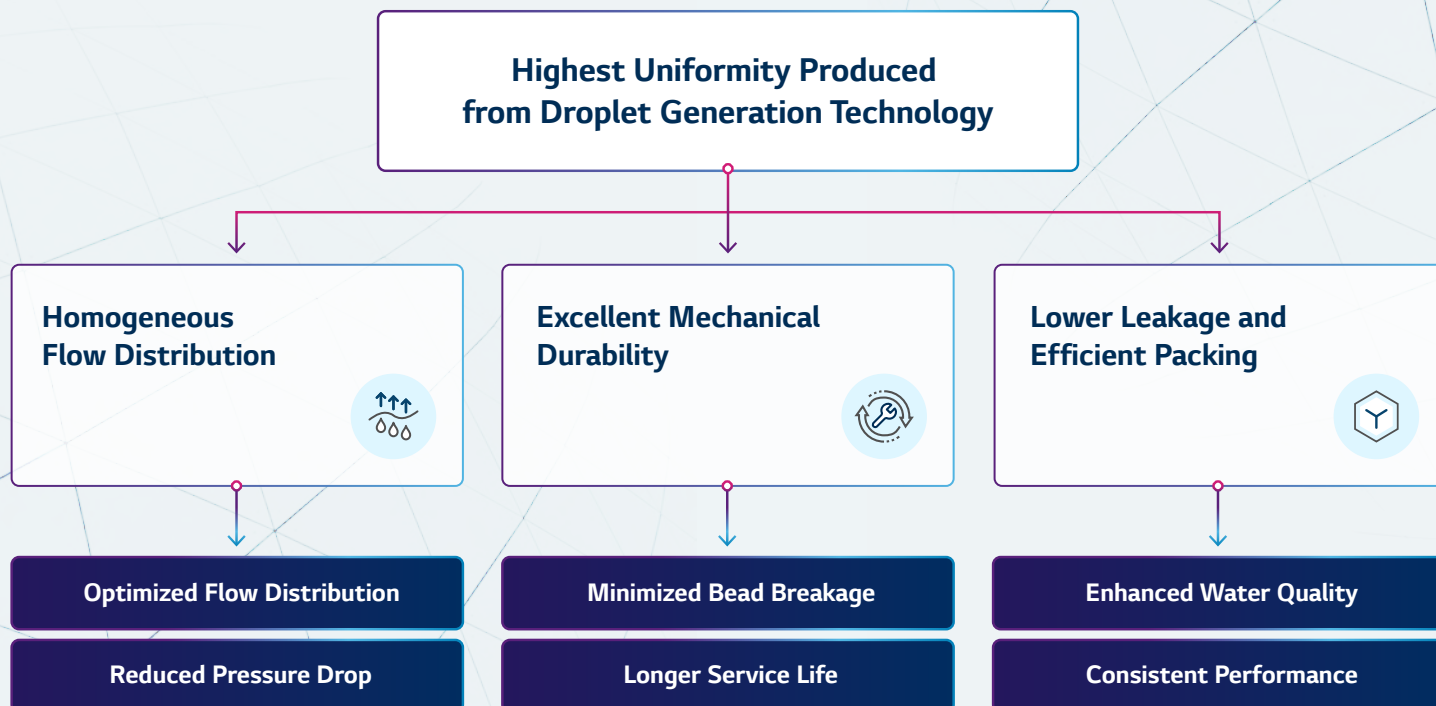 Highest Uniformity Produced
from Droplet Generation Technology
Homogeneous
Flow Distribution
Excellent Mechanical
Durability
Lower Leakage and
Efficient Packing
Optimized Flow Distribution
Minimized Bead Breakage
Enhanced Water Quality
Reduced Pressure Drop
Longer Service Life
Consistent Performance